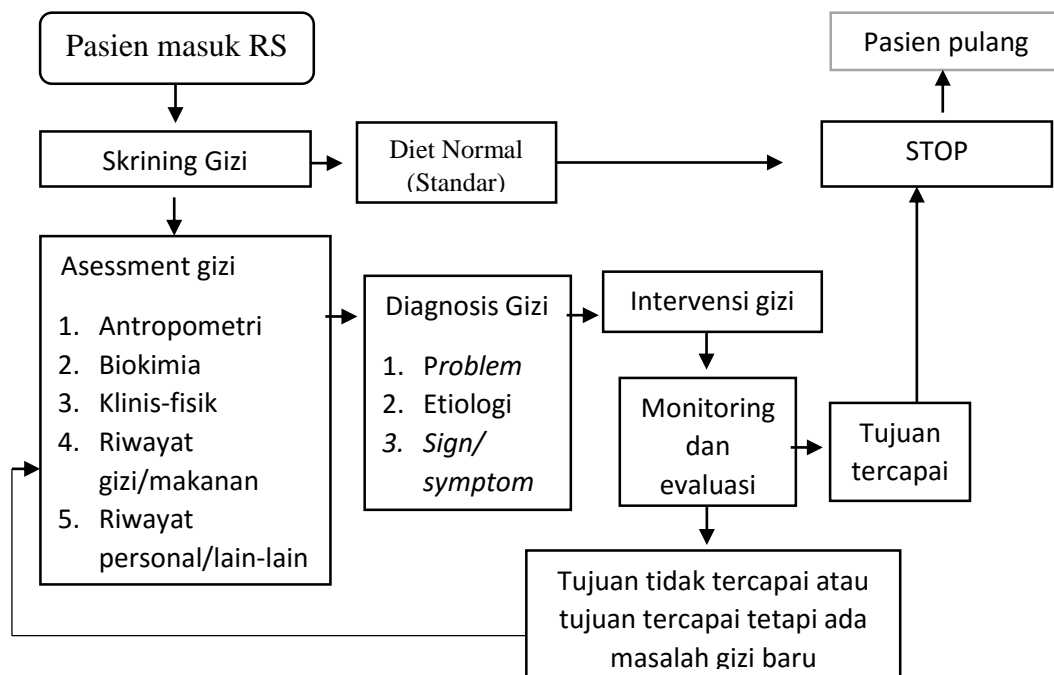 Pasien masuk RS
Pasien pulang
Skrining Gizi
Diet Normal
(Standar)
STOP
Asessment gizi
1. Antropometri
2. Biokimia
3. Klinis-fisik
4. Riwayat
gizi/makanan
5. Riwayat
personal/lain-lain
Diagnosis Gizi
1. Problem
2. Etiologi
3. Sign/
symptom
Intervensi gizi
Monitoring
dan
evaluasi
Tujuan
tercapai
Tujuan tidak tercapai atau
tujuan tercapai tetapi ada
masalah gizi baru